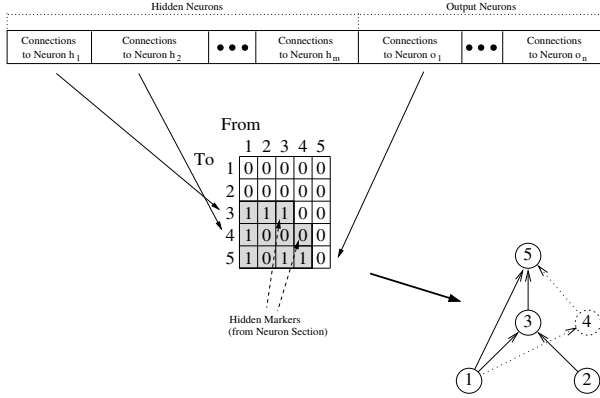 Hidden Neurons Output Neurons
Connections to Neuron h1
Connections to Neuron h2
•••
Connections to Neuron hm
Connections to Neuron o1
•••
Connections to Neuron on
From
To
1 2 3 4 5
1 0 0 0 0 0
2 0 0 0 0 0
3 1 1 1 0 0
4 1 0 0 0 0
5 1 0 1 1 0
Hidden Markers
(from Neuron Section)
5
3
4
1
2